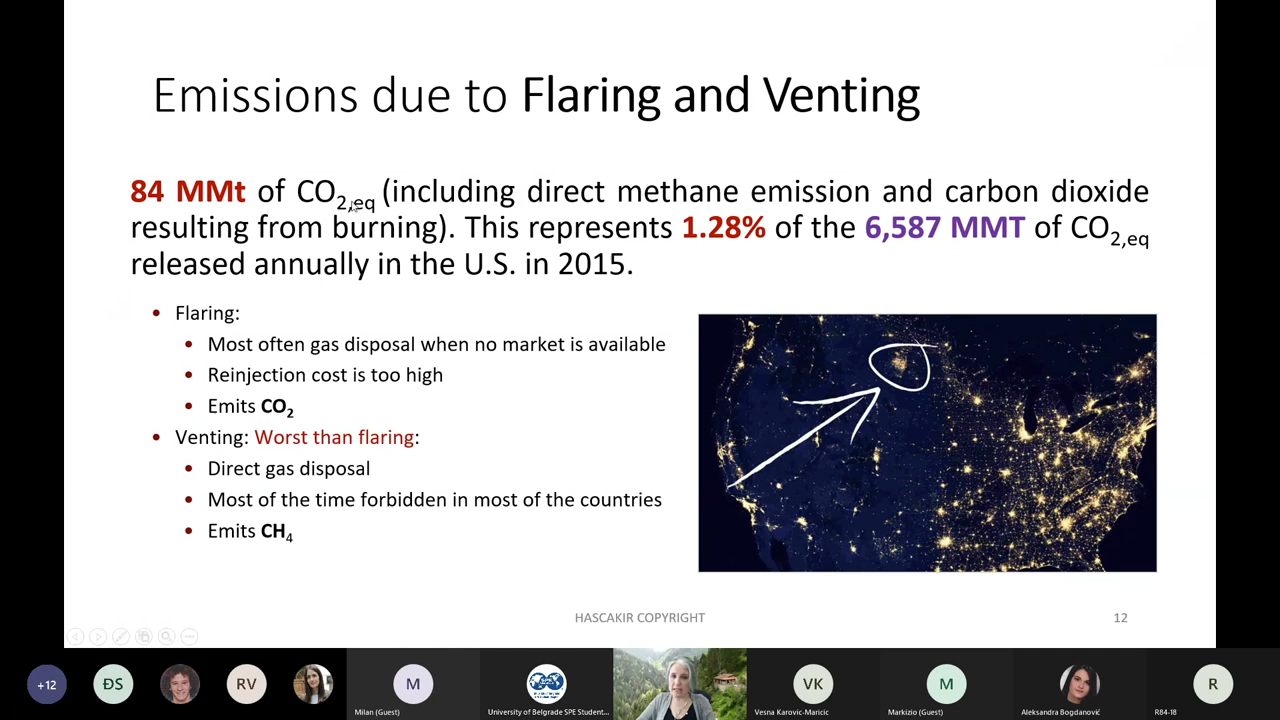 Emissions due to Flaring and Venting
84 MMt of CO2,eq (including direct methane emission and carbon dioxide
resulting from burning). This represents 1.28% of the 6,587 MMT of CO2,eq
released annually in the U.S. in 2015.
• Flaring:
• Most often gas disposal when no market is available
• Reinjection cost is too high
• Emits CO2
• Venting: Worst than flaring:
• Direct gas disposal
• Most of the time forbidden in most of the countries
• Emits CH4
HASCAKIR COPYRIGHT
12
+12
ĐS
RV
M
VK
M
R
Milan (Guest)
University of Belgrade SPE Student...
Vesna Karovic-Maricic
Markizio (Guest)
Aleksandra Bogdanović
R84-18